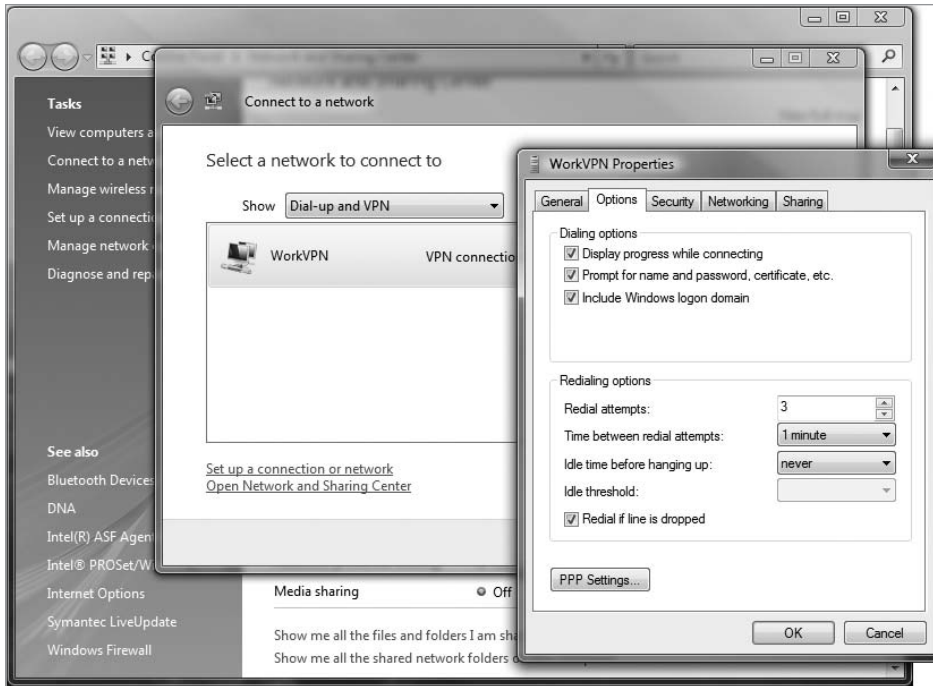 Tasks
View computers a
Connect to a netw
Manage wireless
Set up a connectio
Manage network
Diagnose and rep
See also
Bluetooth Devices
DNA
Intel(R) ASF Agen
Intel® PROSet/Wi
Internet Options
Symantec LiveUpdate
Windows Firewall
Connect to a network
Select a network to connect to
Show Dial-up and VPN
WorkVPN VPN connectio
Set up a connection or network
Open Network and Sharing Center
Media sharing Off
Show me all the files and folders I am sha
Show me all the shared network folders
WorkVPN Properties
General Options Security Networking Sharing
Dialing options
Display progress while connecting
Prompt for name and password, certificate, etc.
Include Windows logon domain
Redialing options
Redial attempts: 3
Time between redial attempts: 1 minute
Idle time before hanging up: never
Idle threshold:
Redial if line is dropped
PPP Settings...
OK Cancel